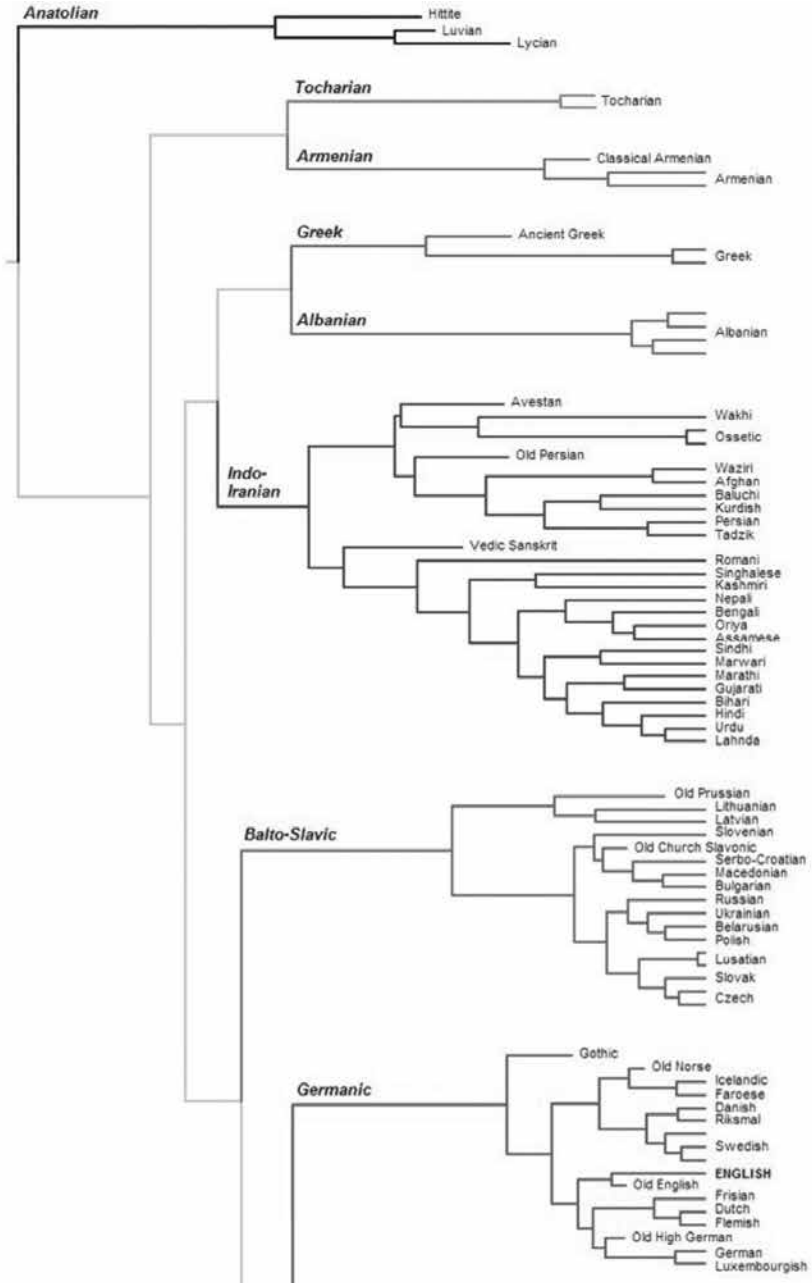 Anatolian
Hittite
Luvian
Lycian
Tocharian
Tocharian
Armenian
Classical Armenian
Armenian
Greek
Ancient Greek
Greek
Albanian
Albanian
Indo-
Iranian
Avestan
Wakhi
Ossetic
Old Persian
Waziri
Afghan
Baluchi
Kurdish
Persian
Tadzik
Vedic Sanskrit
Romani
Singhalese
Kashmiri
Nepali
Bengali
Oriya
Assamese
Sindhi
Marwari
Marathi
Gujarati
Bihari
Hindi
Urdu
Lahnda
Balto-Slavic
Old Prussian
Lithuanian
Latvian
Slovenian
Old Church Slavonic
Serbo-Croatian
Macedonian
Bulgarian
Russian
Ukrainian
Belarusian
Polish
Lusatian
Slovak
Czech
Germanic
Gothic
Old Norse
Icelandic
Faroese
Danish
Riksmal
Swedish
ENGLISH
Old English
Frisian
Dutch
Flemish
Old High German
German
Luxembourgish